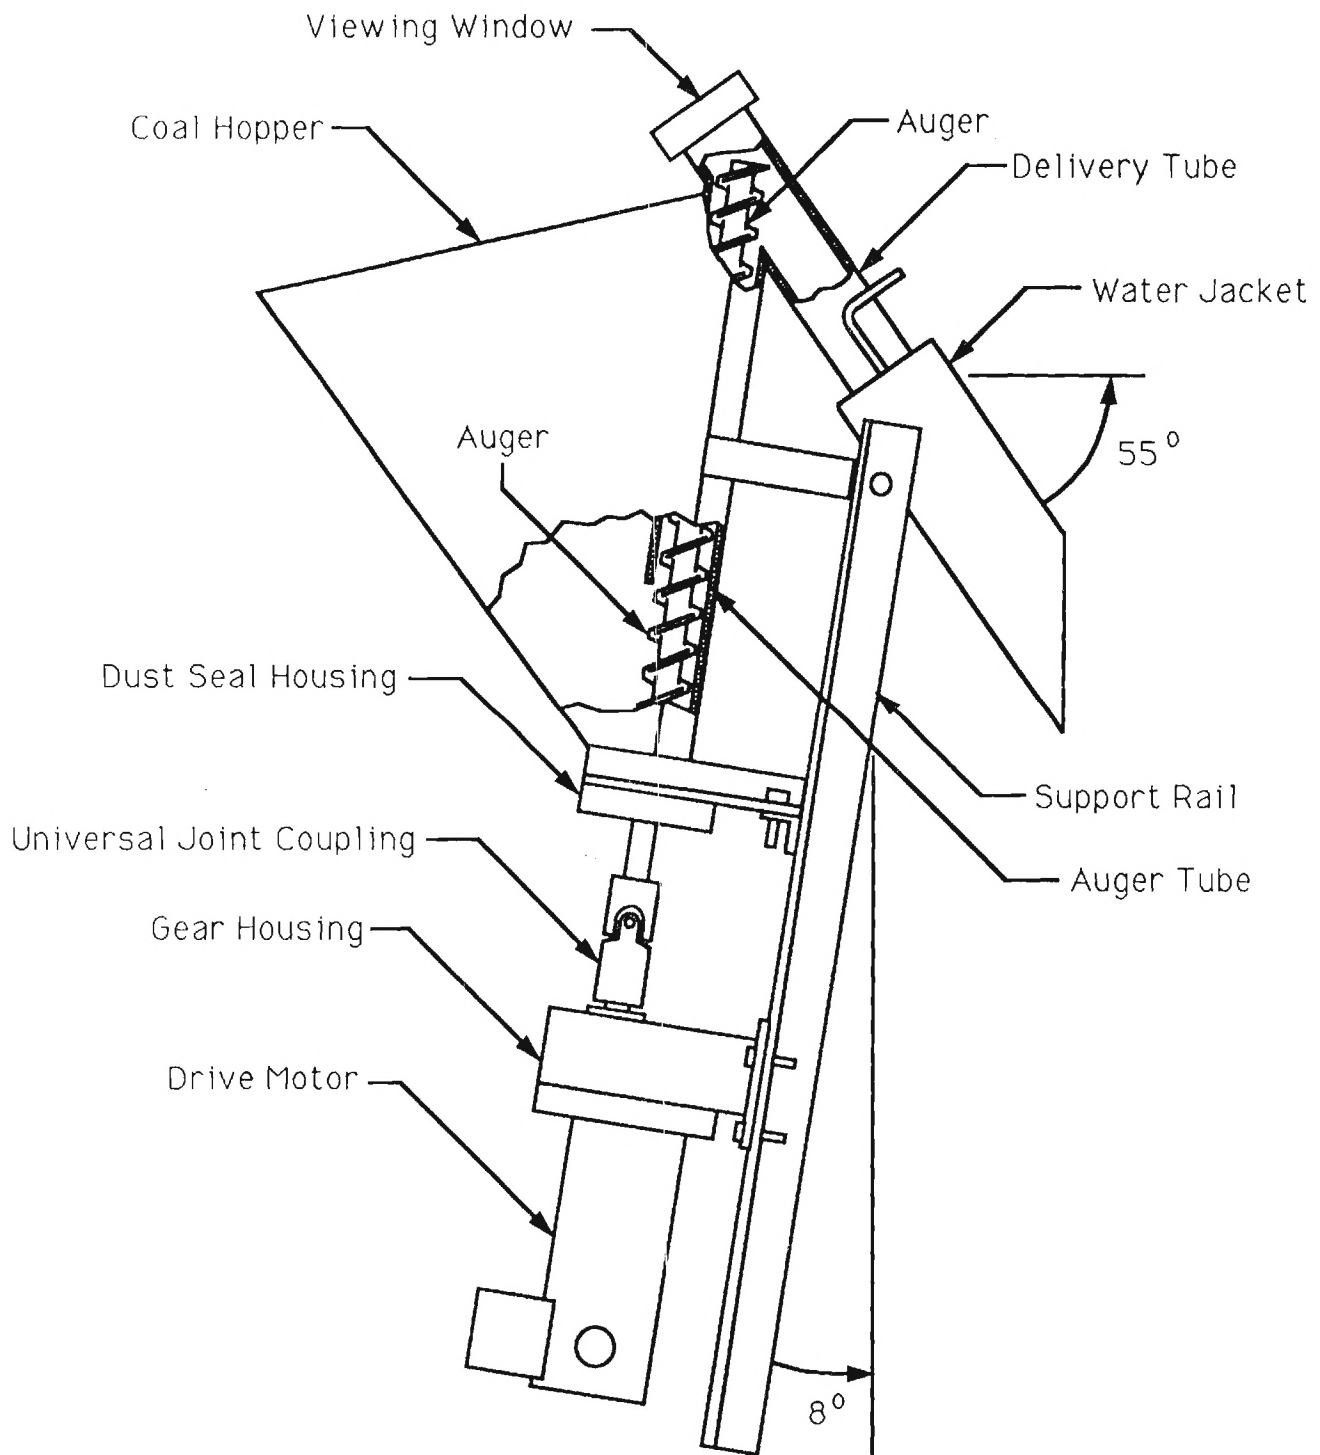 Viewing Window
Coal Hopper
Auger
Delivery Tube
Water Jacket
55°
Auger
Dust Seal Housing
Support Rail
Universal Joint Coupling
Auger Tube
Gear Housing
Drive Motor
8°